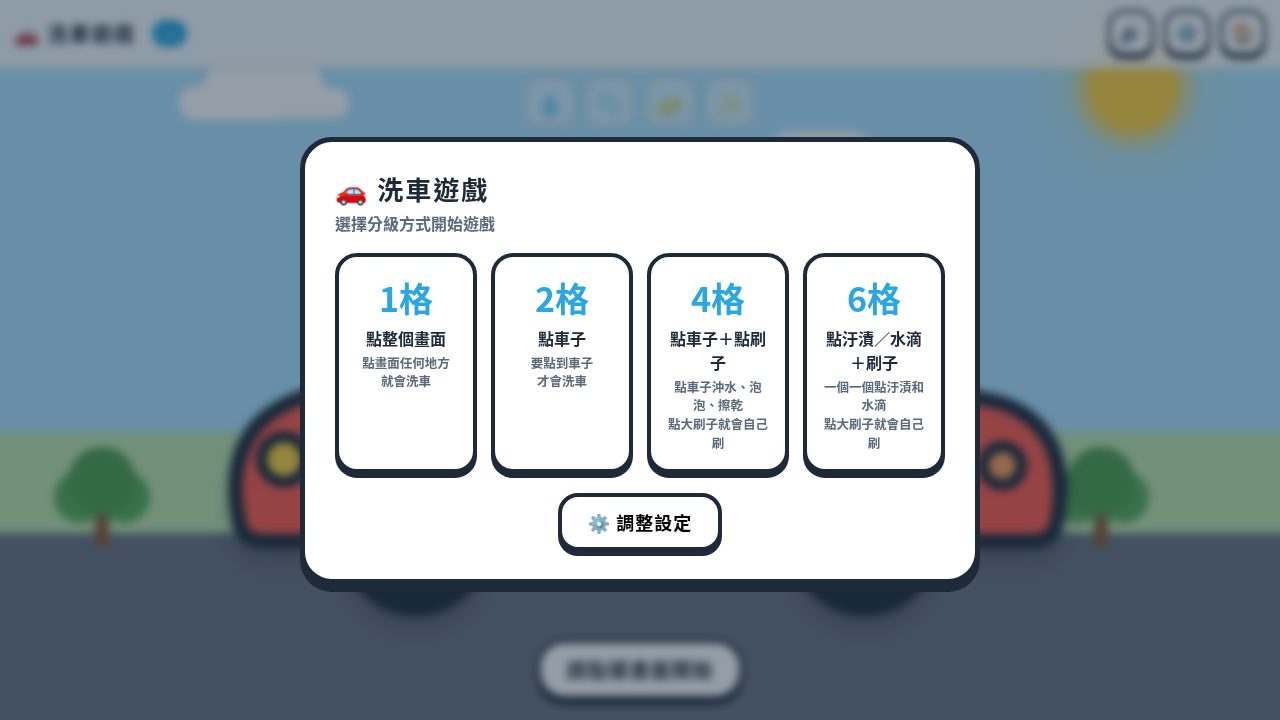 洗車遊戲
洗車遊戲
選擇分級方式開始遊戲
1格
點整個畫面
點畫面任何地方
就會洗車
2格
點車子
要點到車子
才會洗車
4格
點車子＋點刷
子
點車子沖水、泡
泡、擦乾
點大刷子就會自己
刷
6格
點汙漬／水滴
＋刷子
一個一個點汙漬和
水滴
點大刷子就會自己
刷
調整設定